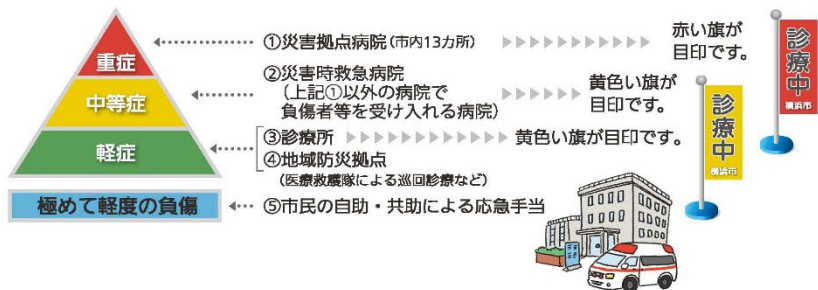 重症
中等症
軽症
極めて軽度の負傷
①災害拠点病院(市内13カ所)
赤い旗が
目印です。
②災害時救急病院
(上記①以外の病院で
負傷者等を受け入れる病院)
黄色い旗が
目印です。
③診療所
黄色い旗が目印です。
④地域防災拠点
(医療救護隊による巡回診療など)
⑤市民の自助・共助による応急手当
診療中
横浜市
診療中
横浜市